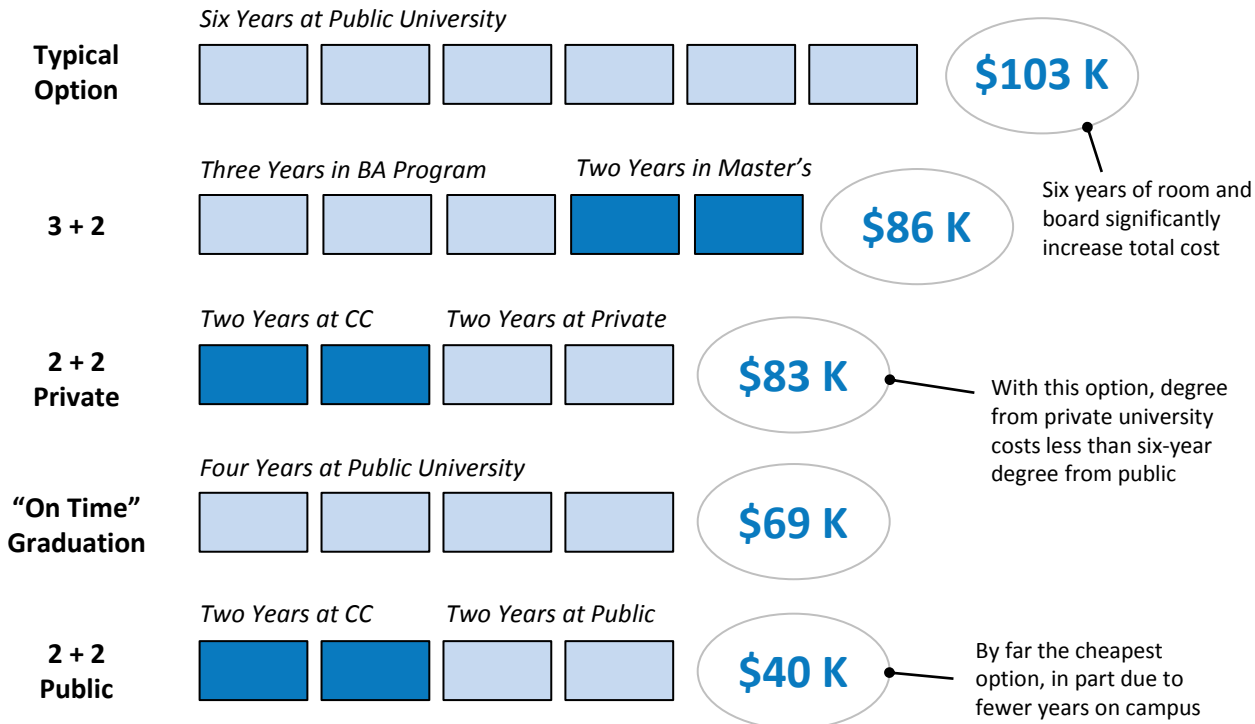 Six Years at Public University
Typical
Option
$103 K
Six years of room and
board significantly
increase total cost
Three Years in BA Program
Two Years in Master’s
3 + 2
$86 K
Two Years at CC
Two Years at Private
2 + 2
Private
$83 K
With this option, degree
from private university
costs less than six-year
degree from public
Four Years at Public University
“On Time”
Graduation
$69 K
Two Years at CC
Two Years at Public
2 + 2
Public
$40 K
By far the cheapest
option, in part due to
fewer years on campus